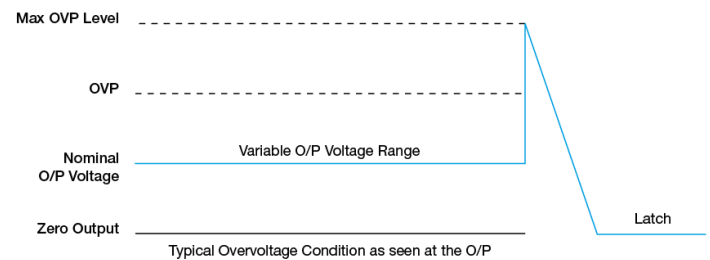 Max OVP Level
OVP
Variable O/P Voltage Range
Nominal
O/P Voltage
Latch
Zero Output
Typical Overvoltage Condition as seen at the O/P